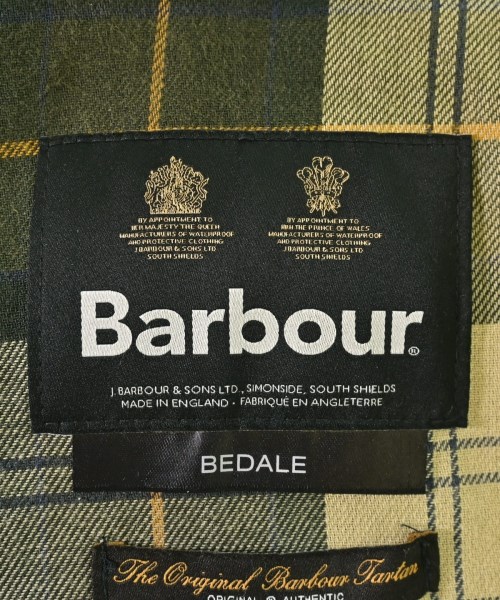 BY APPOINTMENT TO
HER MAJESTY THE QUEEN
MANUFACTURERS OF WATERPROOF
AND PROTECTIVE CLOTHING
J.BARBOUR & SONS LTD
SOUTH SHIELDS
BY APPOINTMENT TO
HRH THE PRINCE OF WALES
MANUFACTURERS OF WATERPROOF
AND PROTECTIVE CLOTHING
J.BARBOUR & SONS LTD
SOUTH SHIELDS
Barbour®
J. BARBOUR & SONS LTD., SIMONSIDE, SOUTH SHIELDS
MADE IN ENGLAND · FABRIQUÉ EN ANGLETERRE
BEDALE
The Original Barbour Tartan
ORIGINAL @ AUTHENTIC